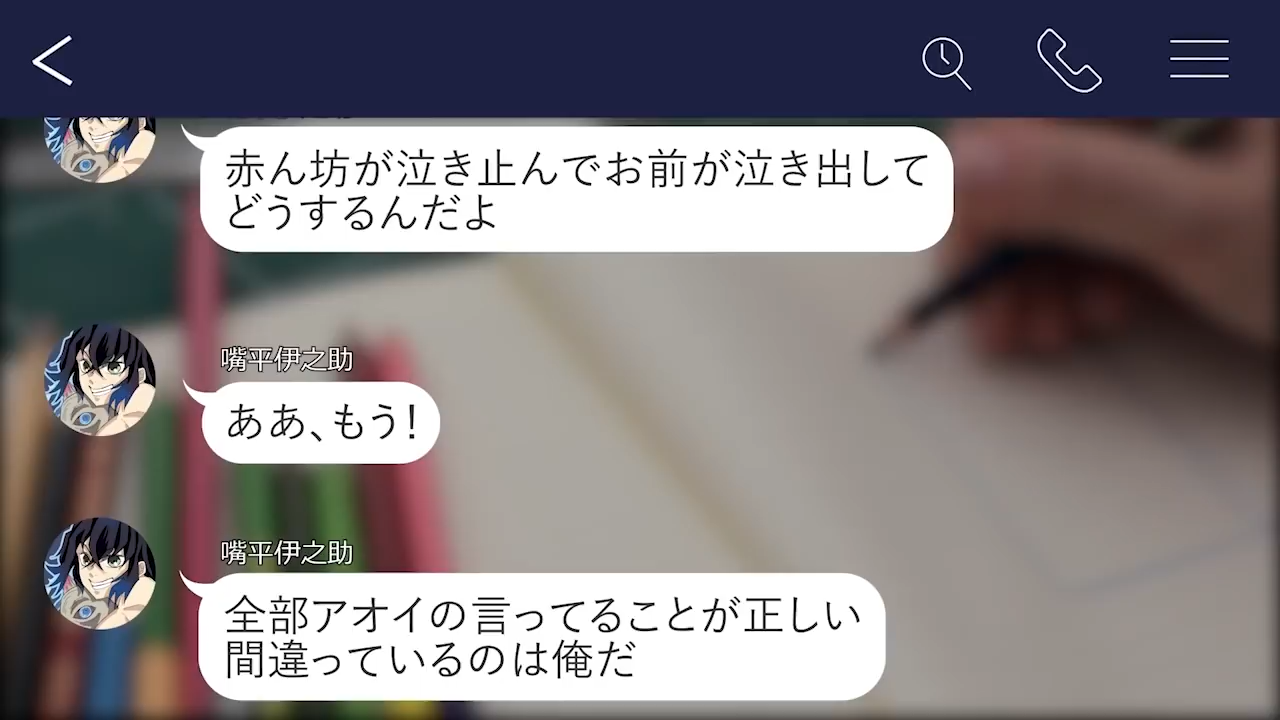 赤ん坊が泣き止んでお前が泣き出して
どうするんだよ
嘴平伊之助
ああ、もう!
嘴平伊之助
全部アオイの言ってることが正しい
間違っているのは俺だ